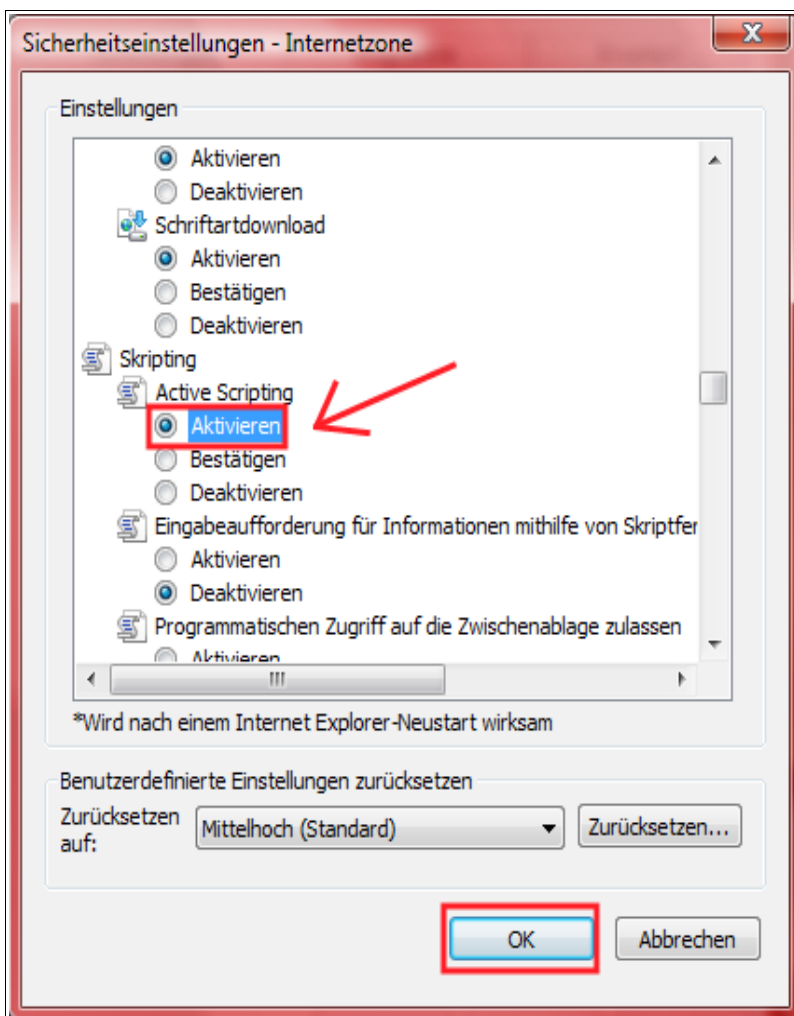 Sicherheitseinstellungen - Internetzone
Einstellungen
Aktivieren
Deaktivieren
Schriftartdownload
Aktivieren
Bestätigen
Deaktivieren
Skripting
Active Scripting
Aktivieren
Bestätigen
Deaktivieren
Eingabeaufforderung für Informationen mithilfe von Skriptfer
Aktivieren
Deaktivieren
Programmatischen Zugriff auf die Zwischenablage zulassen
Aktivieren
*Wird nach einem Internet Explorer-Neustart wirksam
Benutzerdefinierte Einstellungen zurücksetzen
Zurücksetzen auf:
Mittelhoch (Standard)
Zurücksetzen...
OK
Abbrechen